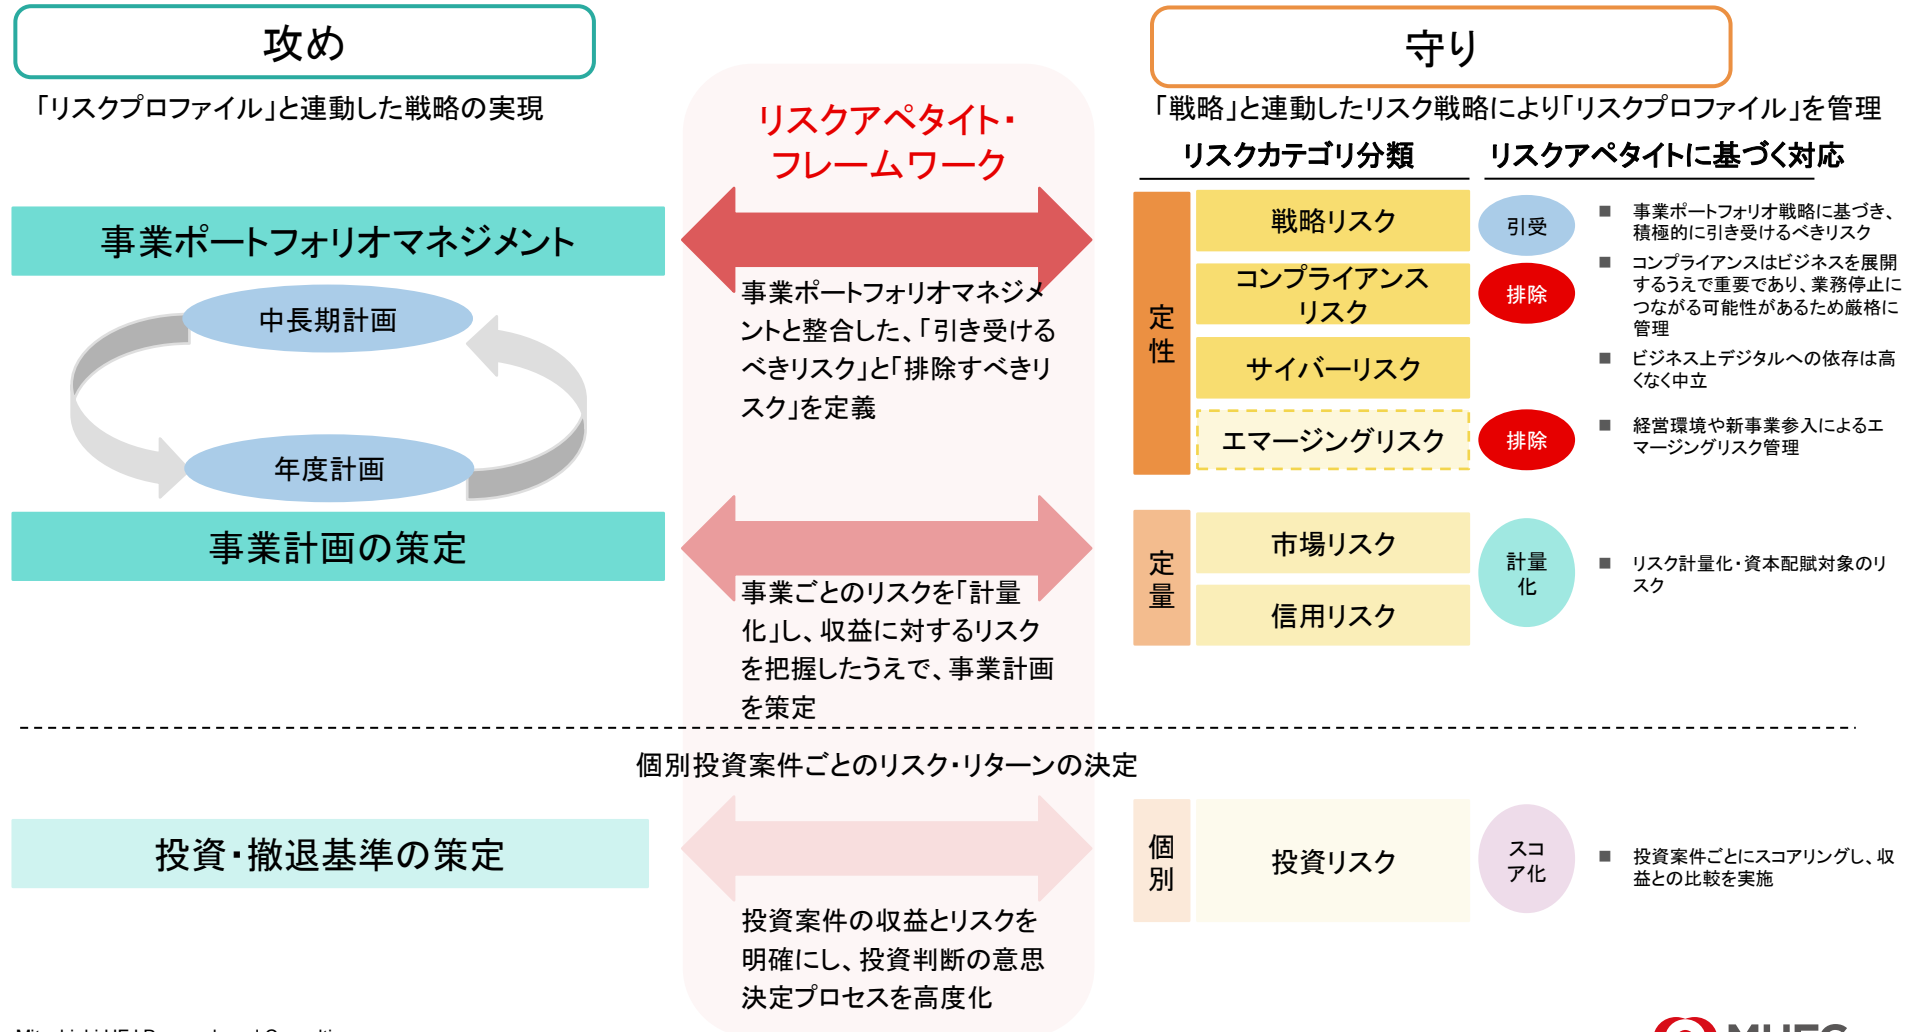 攻め
「リスクプロファイル」と連動した戦略の実現
事業ポートフォリオマネジメント
中長期計画
年度計画
事業計画の策定
リスクアペタイト・
フレームワーク
事業ポートフォリオマネジメ
ントと整合した、「引き受ける
べきリスク」と「排除すべきリ
スク」を定義
事業ごとのリスクを「計量
化」し、収益に対するリスク
を把握したうえで、事業計画
を策定
守り
「戦略」と連動したリスク戦略により「リスクプロファイル」を管理
リスクカテゴリ分類
リスクアペタイトに基づく対応
定性
戦略リスク
引受
■ 事業ポートフォリオ戦略に基づき、
積極的に引き受けるべきリスク
コンプライアンス
リスク
排除
■ コンプライアンスはビジネスを展開
するうえで重要であり、業務停止に
つながる可能性があるため厳格に
管理
サイバーリスク
■ ビジネス上デジタルへの依存は高
くなく中立
エマージングリスク
排除
■ 経営環境や新事業参入によるエ
マージングリスク管理
定量
市場リスク
信用リスク
計量
化
■ リスク計量化・資本配賦対象のリ
スク
個別投資案件ごとのリスク・リターンの決定
投資・撤退基準の策定
投資案件の収益とリスクを
明確にし、投資判断の意思
決定プロセスを高度化
個別
投資リスク
スコ
ア化
■ 投資案件ごとにスコアリングし、収
益との比較を実施
Mitsubishi UFJ Research and Consulting
MUFG